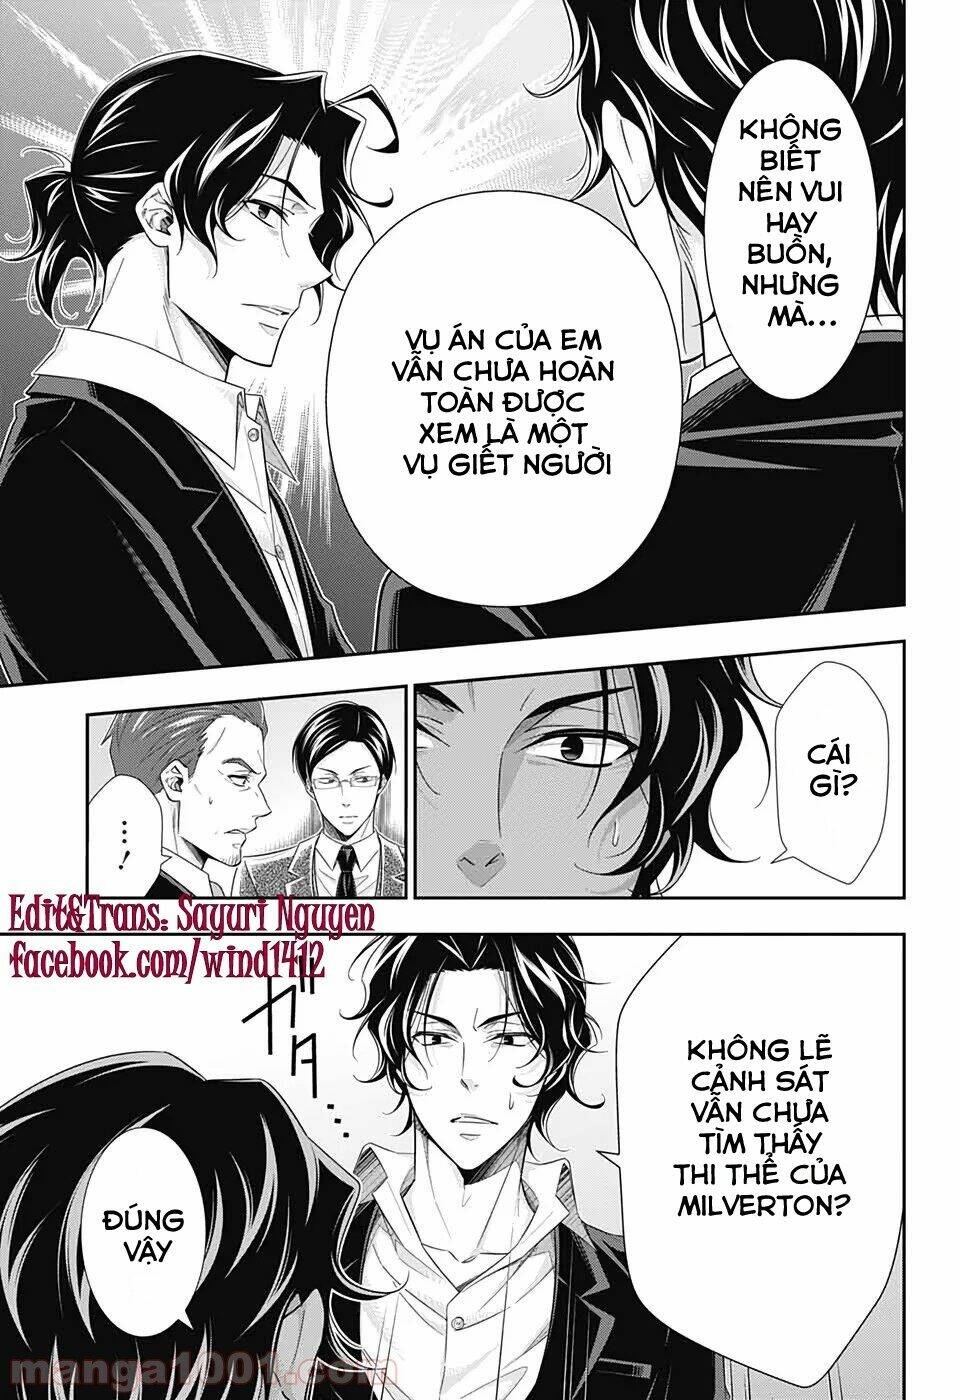 KHÔNG
BIẾT
NÊN VUI
HAY
BUỒN,
NHƯNG
MÀ...
VỤ ÁN CỦA EM
VẪN CHƯA HOÀN
TOÀN ĐƯỢC
XEM LÀ MỘT
VỤ GIẾT NGƯỜI
CÁI
GÌ?
...!
Edit&Trans: Sayuri Nguyen
facebook.com/wind1412
ガタ...
KHÔNG LẼ
CẢNH SÁT
VẪN CHƯA
TÌM THẤY
THI THỂ CỦA
MILVERTON?
ĐÚNG
VẬY
manga1001.com